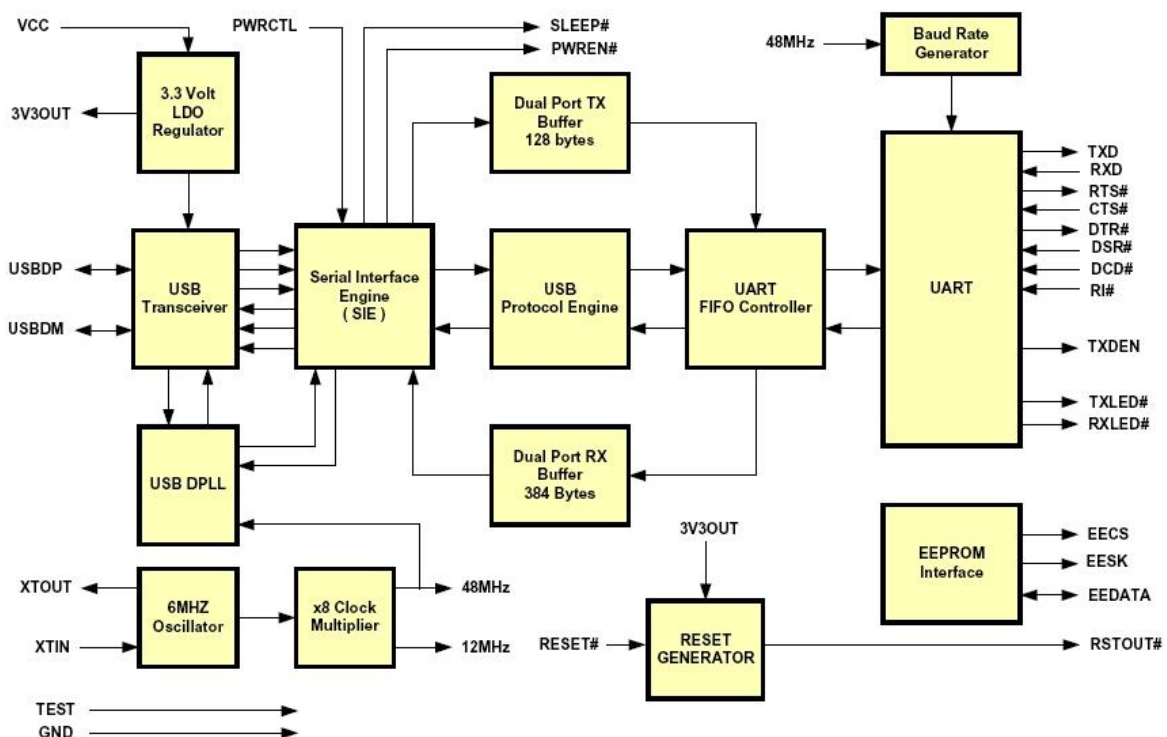 VCC
PWRCTL
SLEEP#
PWREN#
48MHz
Baud Rate
Generator
3V3OUT
3.3 Volt
LDO
Regulator
Dual Port TX
Buffer
128 bytes
TXD
RXD
RTS#
CTS#
DTR#
DSR#
DCD#
RI#
TXDEN
TXLED#
RXLED#
USBDP
USBDM
USB
Transceiver
Serial Interface
Engine
( SIE )
USB
Protocol Engine
UART
FIFO Controller
UART
USB DPLL
Dual Port RX
Buffer
384 Bytes
3V3OUT
EEPROM
Interface
EECS
EESK
EEDATA
XTOUT
XTIN
6MHZ
Oscillator
x8 Clock
Multiplier
48MHz
12MHz
RESET#
RESET
GENERATOR
RSTOUT#
TEST
GND